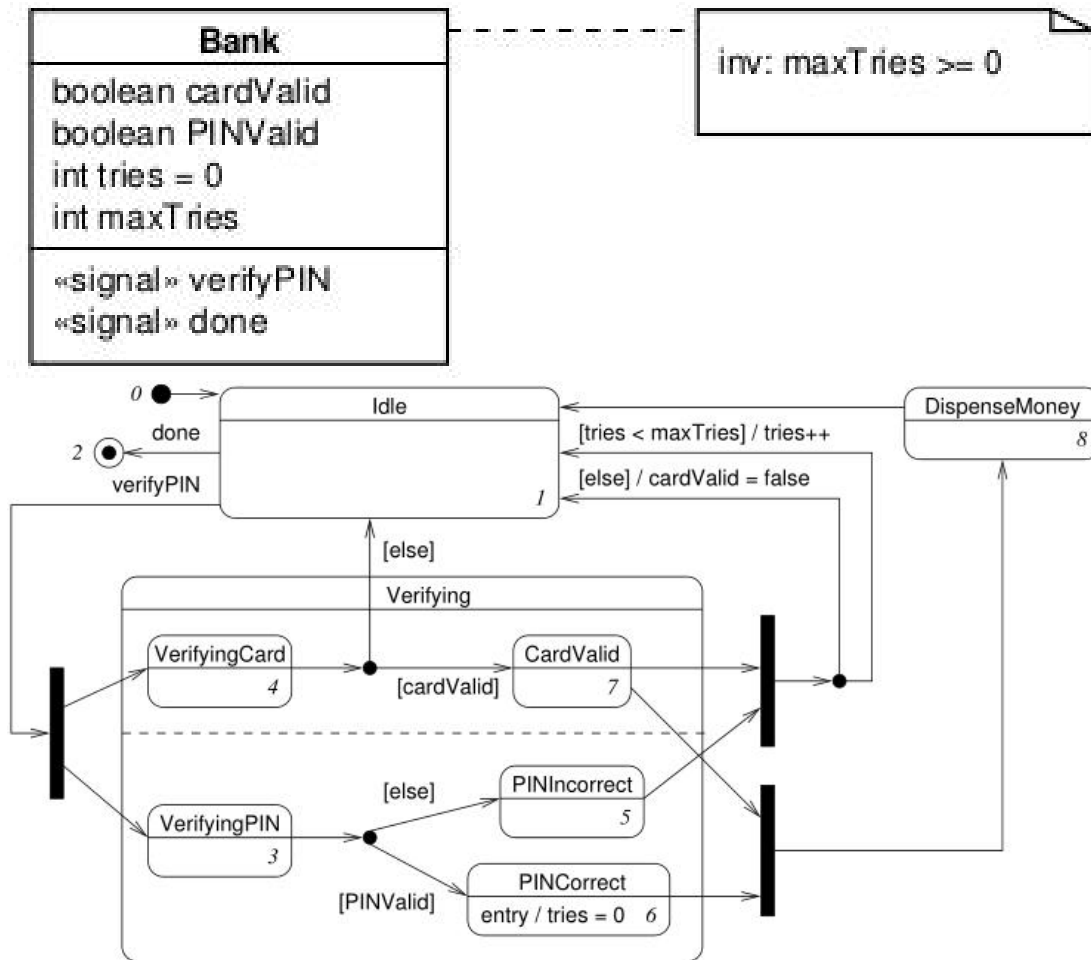 Bank
boolean cardValid
boolean PINValid
int tries = 0
int maxTries
«signal» verifyPIN
«signal» done
inv: maxTries >= 0
0
Idle
DispenseMoney
8
done
2
verifyPIN
[tries < maxTries] / tries++
[else] / cardValid = false
1
[else]
Verifying
VerifyingCard
4
[cardValid]
CardValid
7
[else]
PINIncorrect
5
VerifyingPIN
3
[PINValid]
PINCorrect
entry / tries = 0 6